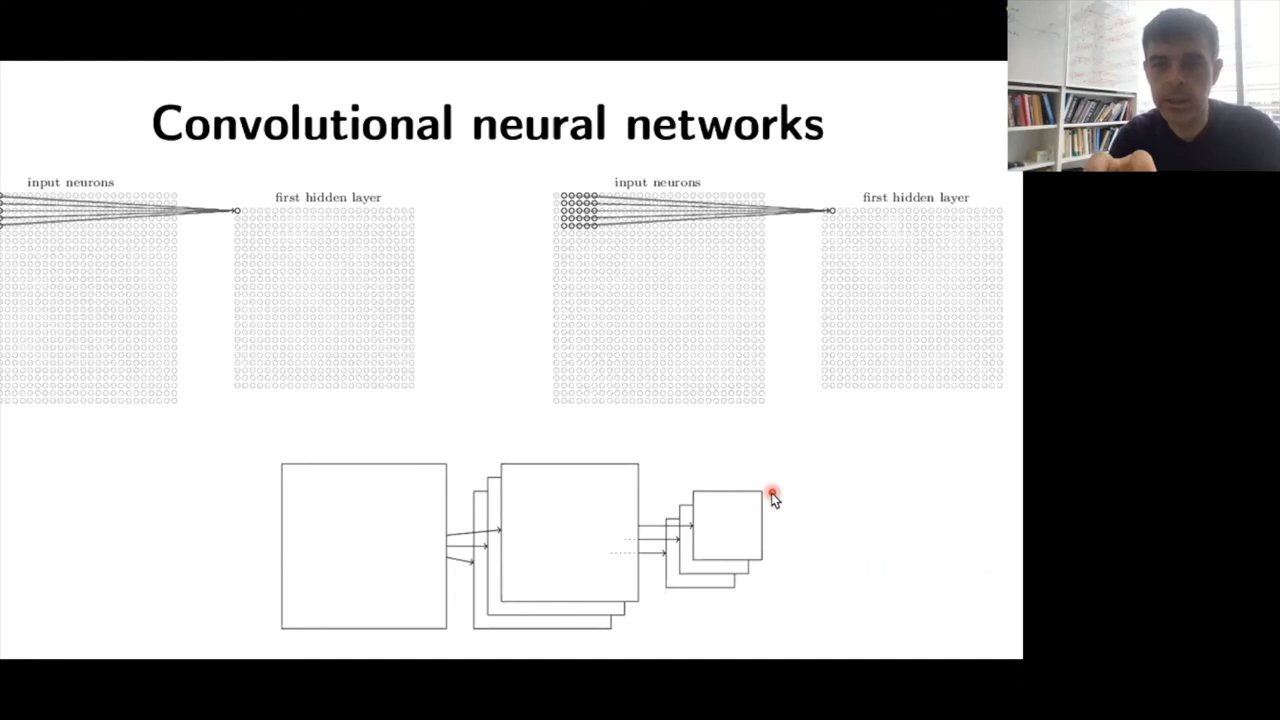 Convolutional neural networks
input neurons
first hidden layer
input neurons
first hidden layer